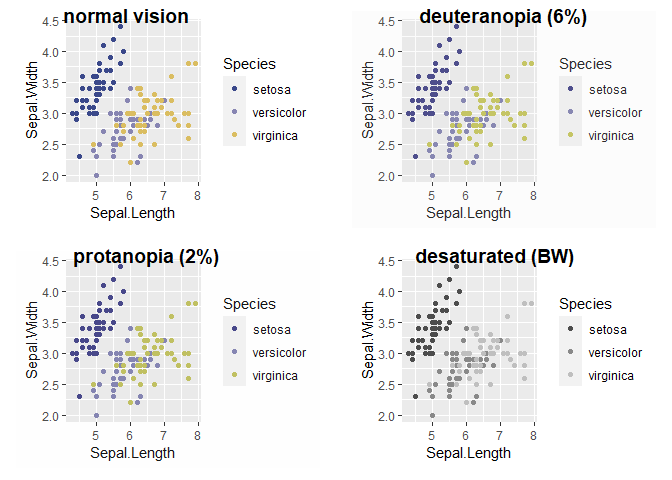 normal vision
4.5
4.0
3.5
3.0
2.5
2.0
Sepal.Width
5 6 7 8
Sepal.Length
Species
setosa
versicolor
virginica
deuteranopia (6%)
4.5
4.0
3.5
3.0
2.5
2.0
Sepal.Width
5 6 7 8
Sepal.Length
Species
setosa
versicolor
virginica
protanopia (2%)
4.5
4.0
3.5
3.0
2.5
2.0
Sepal.Width
5 6 7 8
Sepal.Length
Species
setosa
versicolor
virginica
desaturated (BW)
4.5
4.0
3.5
3.0
2.5
2.0
Sepal.Width
5 6 7 8
Sepal.Length
Species
setosa
versicolor
virginica